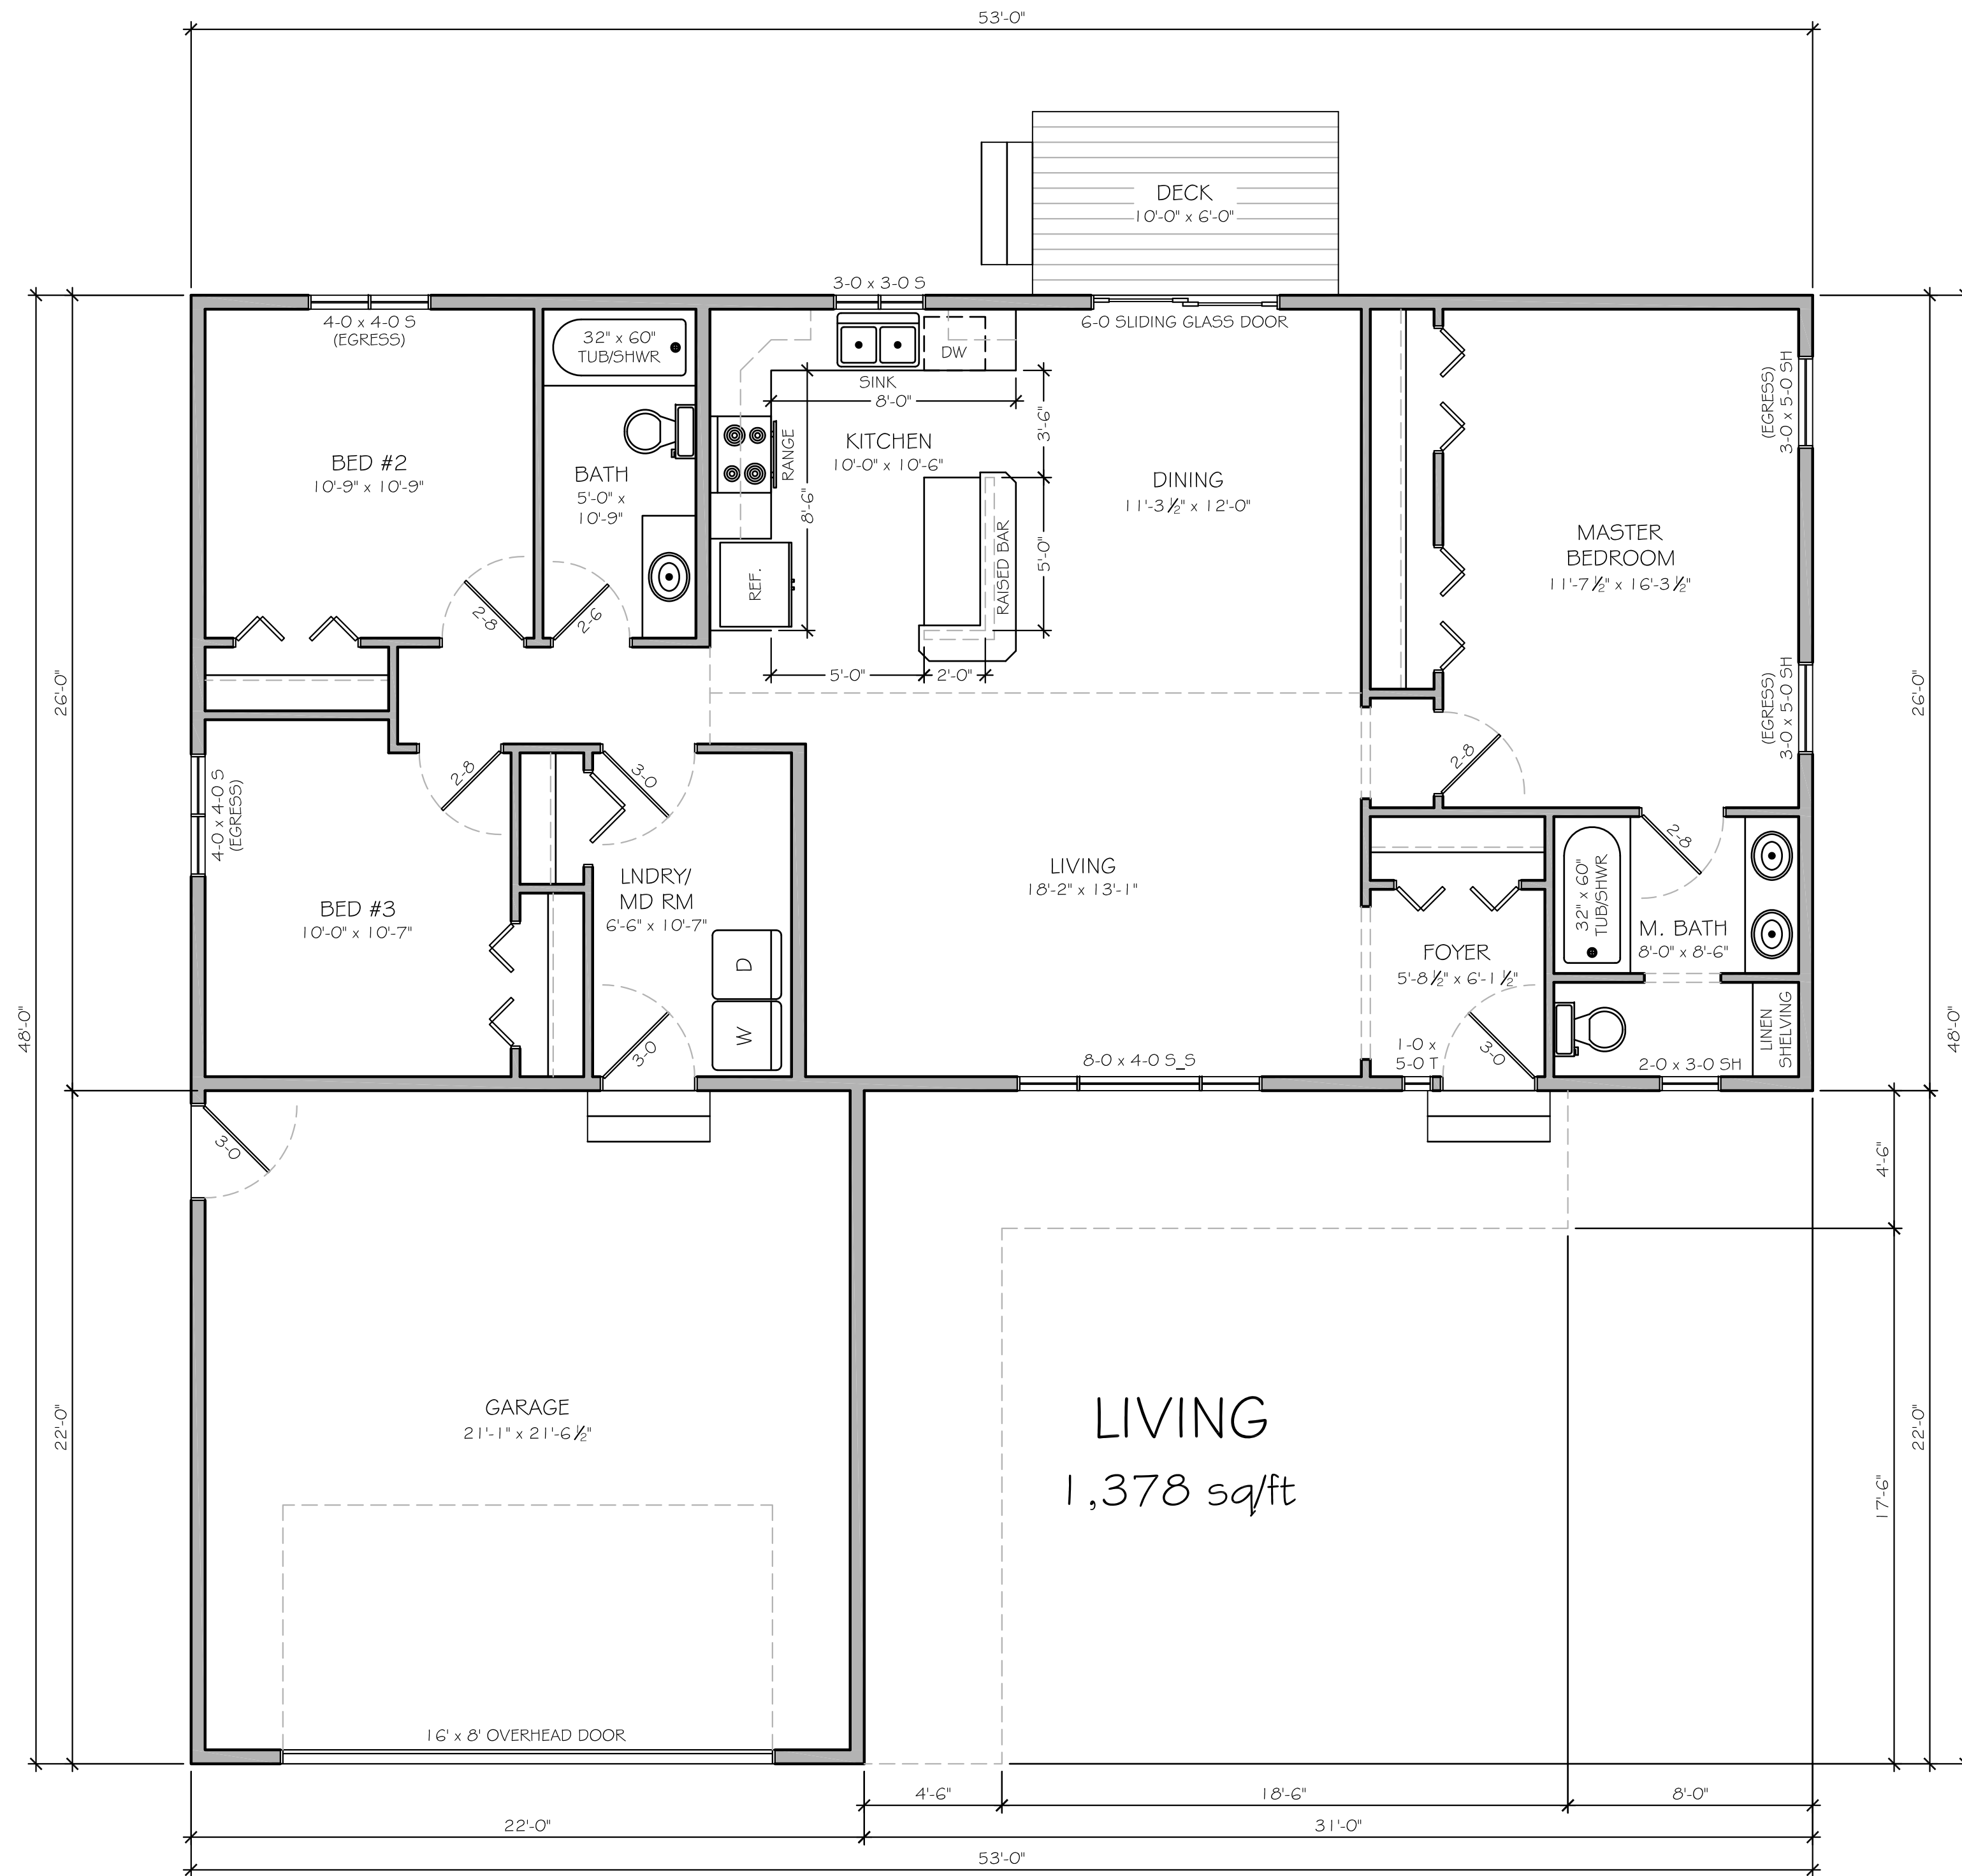 53'-0"
DECK
10'-0" x 6'-0"
3-0 x 3-0 S
4-0 x 4-0 S
(EGRESS)
32" x 60"
TUB/SHWR
DW
6-0 SLIDING GLASS DOOR
SINK
8'-0"
3'-6"
(EGRESS)
3-0 x 5-0 SH
RANGE
KITCHEN
10'-0" x 10'-6"
BED #2
10'-9" x 10'-9"
BATH
5'-0" x
10'-9"
8'-6"
DINING
11'-3½" x 12'-0"
MASTER
BEDROOM
11'-7½" x 16'-3½"
REF.
RAISED BAR
5'-0"
2-8
2-6
5'-0"
2'-0"
26'-0"
26'-0"
(EGRESS)
3-0 x 5-0 SH
2-8
2-8
3-0
4-0 x 4-0 S
(EGRESS)
2-8
LIVING
18'-2" x 13'-1"
LNDRY/
MD RM
6'-6" x 10'-7"
BED #3
10'-0" x 10'-7"
32" x 60"
TUB/SHWR
M. BATH
8'-0" x 8'-6"
FOYER
5'-8½" x 6'-1½"
D
W
48'-0"
48'-0"
3-0
1-0 x
5-0 T
3-0
8-0 x 4-0 S_S
2-0 x 3-0 SH
LINEN
SHELVING
3-0
4'-6"
GARAGE
21'-1" x 21'-6½"
LIVING
1,378 sq/ft
22'-0"
22'-0"
17'-6"
16' x 8' OVERHEAD DOOR
4'-6"
18'-6"
8'-0"
22'-0"
31'-0"
53'-0"